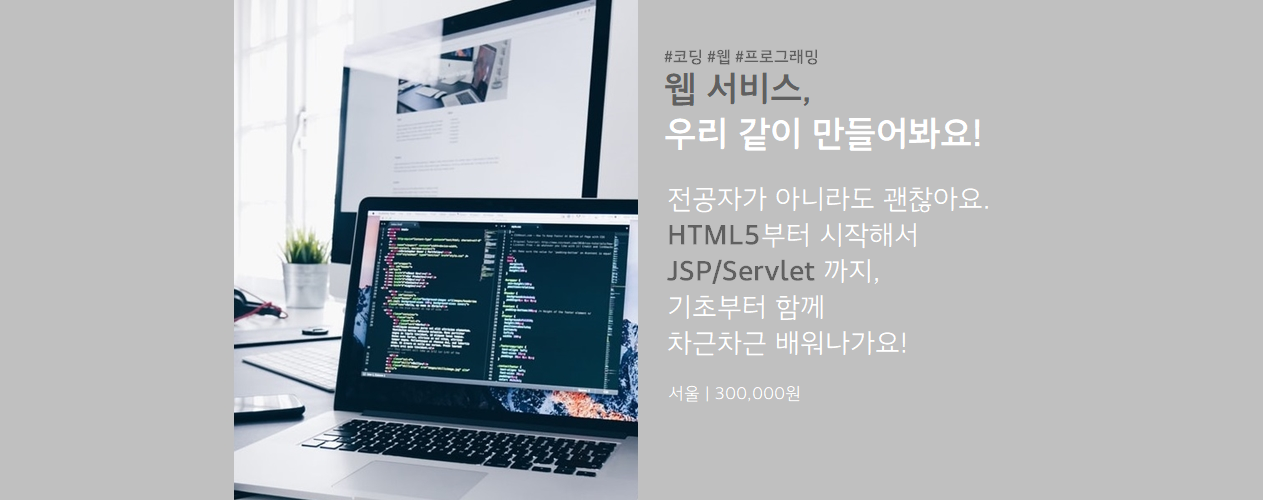 #코딩 #웹 #프로그래밍
웹 서비스,
우리 같이 만들어봐요!
전공자가 아니라도 괜찮아요.
HTML5부터 시작해서
JSP/Servlet 까지,
기초부터 함께
차근차근 배워나가요!
서울 | 300,000원